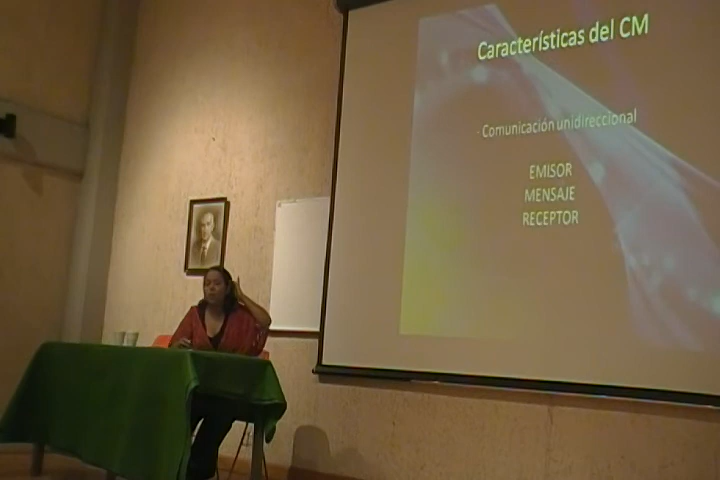 Características del CM
- Comunicación unidireccional
EMISOR
MENSAJE
RECEPTOR